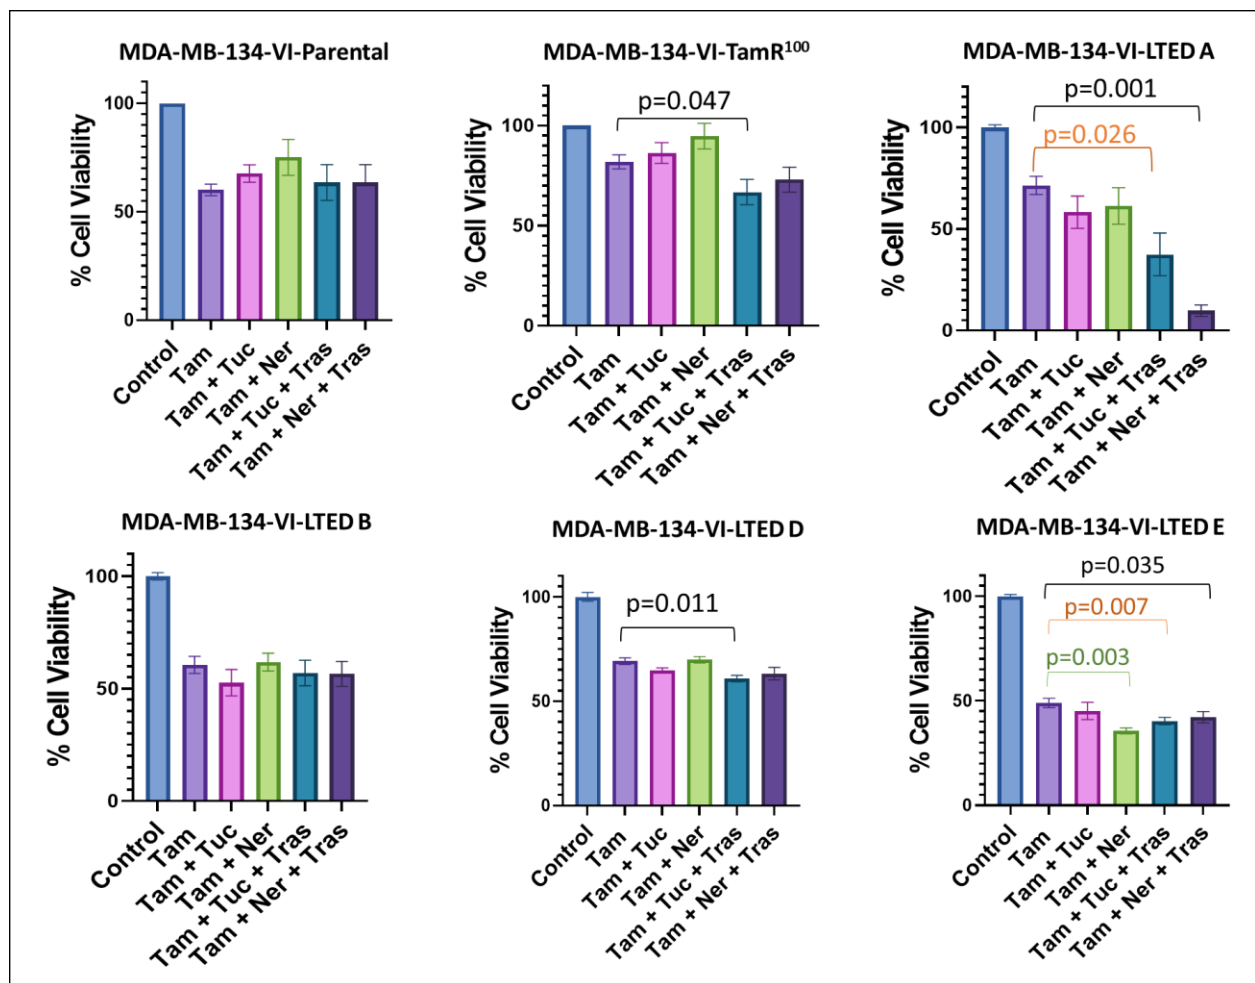 MDA-MB-134-VI-Parental
% Cell Viability
100
50
0
Control
Tam
Tam + Tuc
Tam + Ner
Tam + Tuc + Tras
Tam + Ner + Tras
MDA-MB-134-VI-TamR¹⁰⁰
p=0.047
% Cell Viability
100
50
0
Control
Tam
Tam + Tuc
Tam + Ner
Tam + Tuc + Tras
Tam + Ner + Tras
MDA-MB-134-VI-LTED A
p=0.001
p=0.026
% Cell Viability
100
50
0
Control
Tam
Tam + Tuc
Tam + Ner
Tam + Tuc + Tras
Tam + Ner + Tras
MDA-MB-134-VI-LTED B
% Cell Viability
100
50
0
Control
Tam
Tam + Tuc
Tam + Ner
Tam + Tuc + Tras
Tam + Ner + Tras
MDA-MB-134-VI-LTED D
p=0.011
% Cell Viability
100
50
0
Control
Tam
Tam + Tuc
Tam + Ner
Tam + Tuc + Tras
Tam + Ner + Tras
MDA-MB-134-VI-LTED E
p=0.035
p=0.007
p=0.003
% Cell Viability
100
50
0
Control
Tam
Tam + Tuc
Tam + Ner
Tam + Tuc + Tras
Tam + Ner + Tras